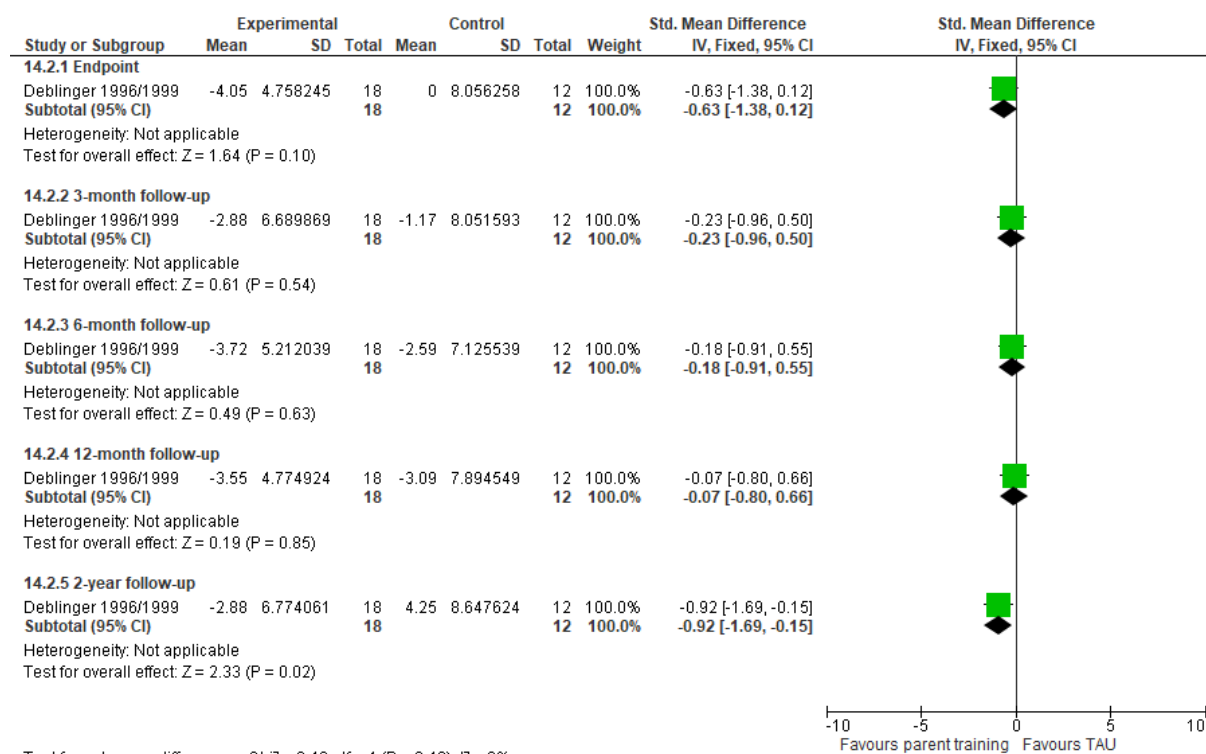 Experimental Control Std. Mean Difference Std. Mean Difference
Study or Subgroup Mean SD Total Mean SD Total Weight IV, Fixed, 95% CI IV, Fixed, 95% CI
14.2.1 Endpoint
Deblinger 1996/1999 -4.05 4.758245 18 0 8.056258 12 100.0% -0.63 [-1.38, 0.12]
Subtotal (95% CI) 18 12 100.0% -0.63 [-1.38, 0.12]
Heterogeneity: Not applicable
Test for overall effect: Z = 1.64 (P = 0.10)
14.2.2 3-month follow-up
Deblinger 1996/1999 -2.88 6.689869 18 -1.17 8.051593 12 100.0% -0.23 [-0.96, 0.50]
Subtotal (95% CI) 18 12 100.0% -0.23 [-0.96, 0.50]
Heterogeneity: Not applicable
Test for overall effect: Z = 0.61 (P = 0.54)
14.2.3 6-month follow-up
Deblinger 1996/1999 -3.72 5.212039 18 -2.59 7.125539 12 100.0% -0.18 [-0.91, 0.55]
Subtotal (95% CI) 18 12 100.0% -0.18 [-0.91, 0.55]
Heterogeneity: Not applicable
Test for overall effect: Z = 0.49 (P = 0.63)
14.2.4 12-month follow-up
Deblinger 1996/1999 -3.55 4.774924 18 -3.09 7.894549 12 100.0% -0.07 [-0.80, 0.66]
Subtotal (95% CI) 18 12 100.0% -0.07 [-0.80, 0.66]
Heterogeneity: Not applicable
Test for overall effect: Z = 0.19 (P = 0.85)
14.2.5 2-year follow-up
Deblinger 1996/1999 -2.88 6.774061 18 4.25 8.647624 12 100.0% -0.92 [-1.69, -0.15]
Subtotal (95% CI) 18 12 100.0% -0.92 [-1.69, -0.15]
Heterogeneity: Not applicable
Test for overall effect: Z = 2.33 (P = 0.02)
-10 -5 0 5 10
Favours parent training Favours TAU